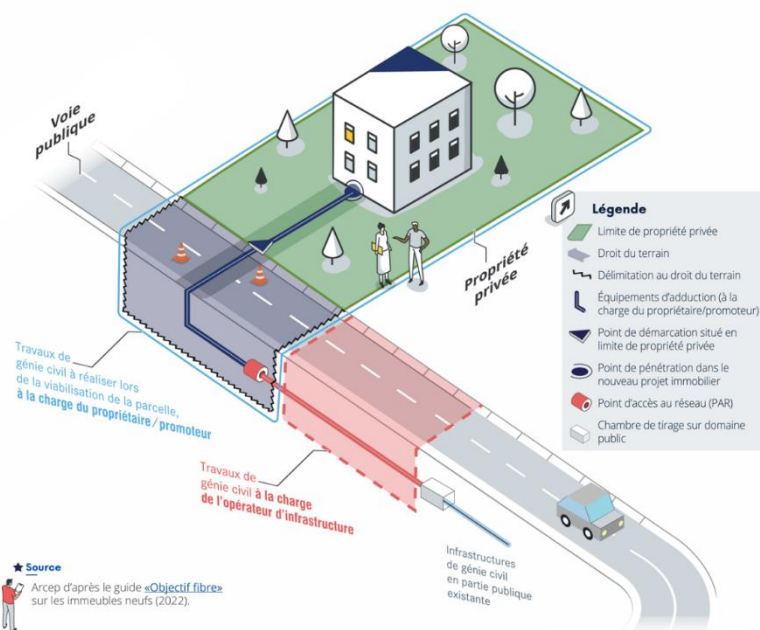 Voie
publique
Propriété
privée
Légende
Limite de propriété privée
Droit du terrain
Délimitation au droit du terrain
Équipements d'adduction (à la
charge du propriétaire/promoteur)
Point de démarcation situé en
limite de propriété privée
Point de pénétration dans le
nouveau projet immobilier
Point d'accès au réseau (PAR)
Chambre de tirage sur domaine
public
Travaux de
génie civil à réaliser lors
de la viabilisation de la parcelle,
à la charge du propriétaire/promoteur
Travaux de
génie civil à la charge
de l'opérateur d'infrastructure
Infrastructures
de génie civil
en partie publique
existante
Source
Arcep d'après le guide «Objectif fibre»
sur les immeubles neufs (2022).